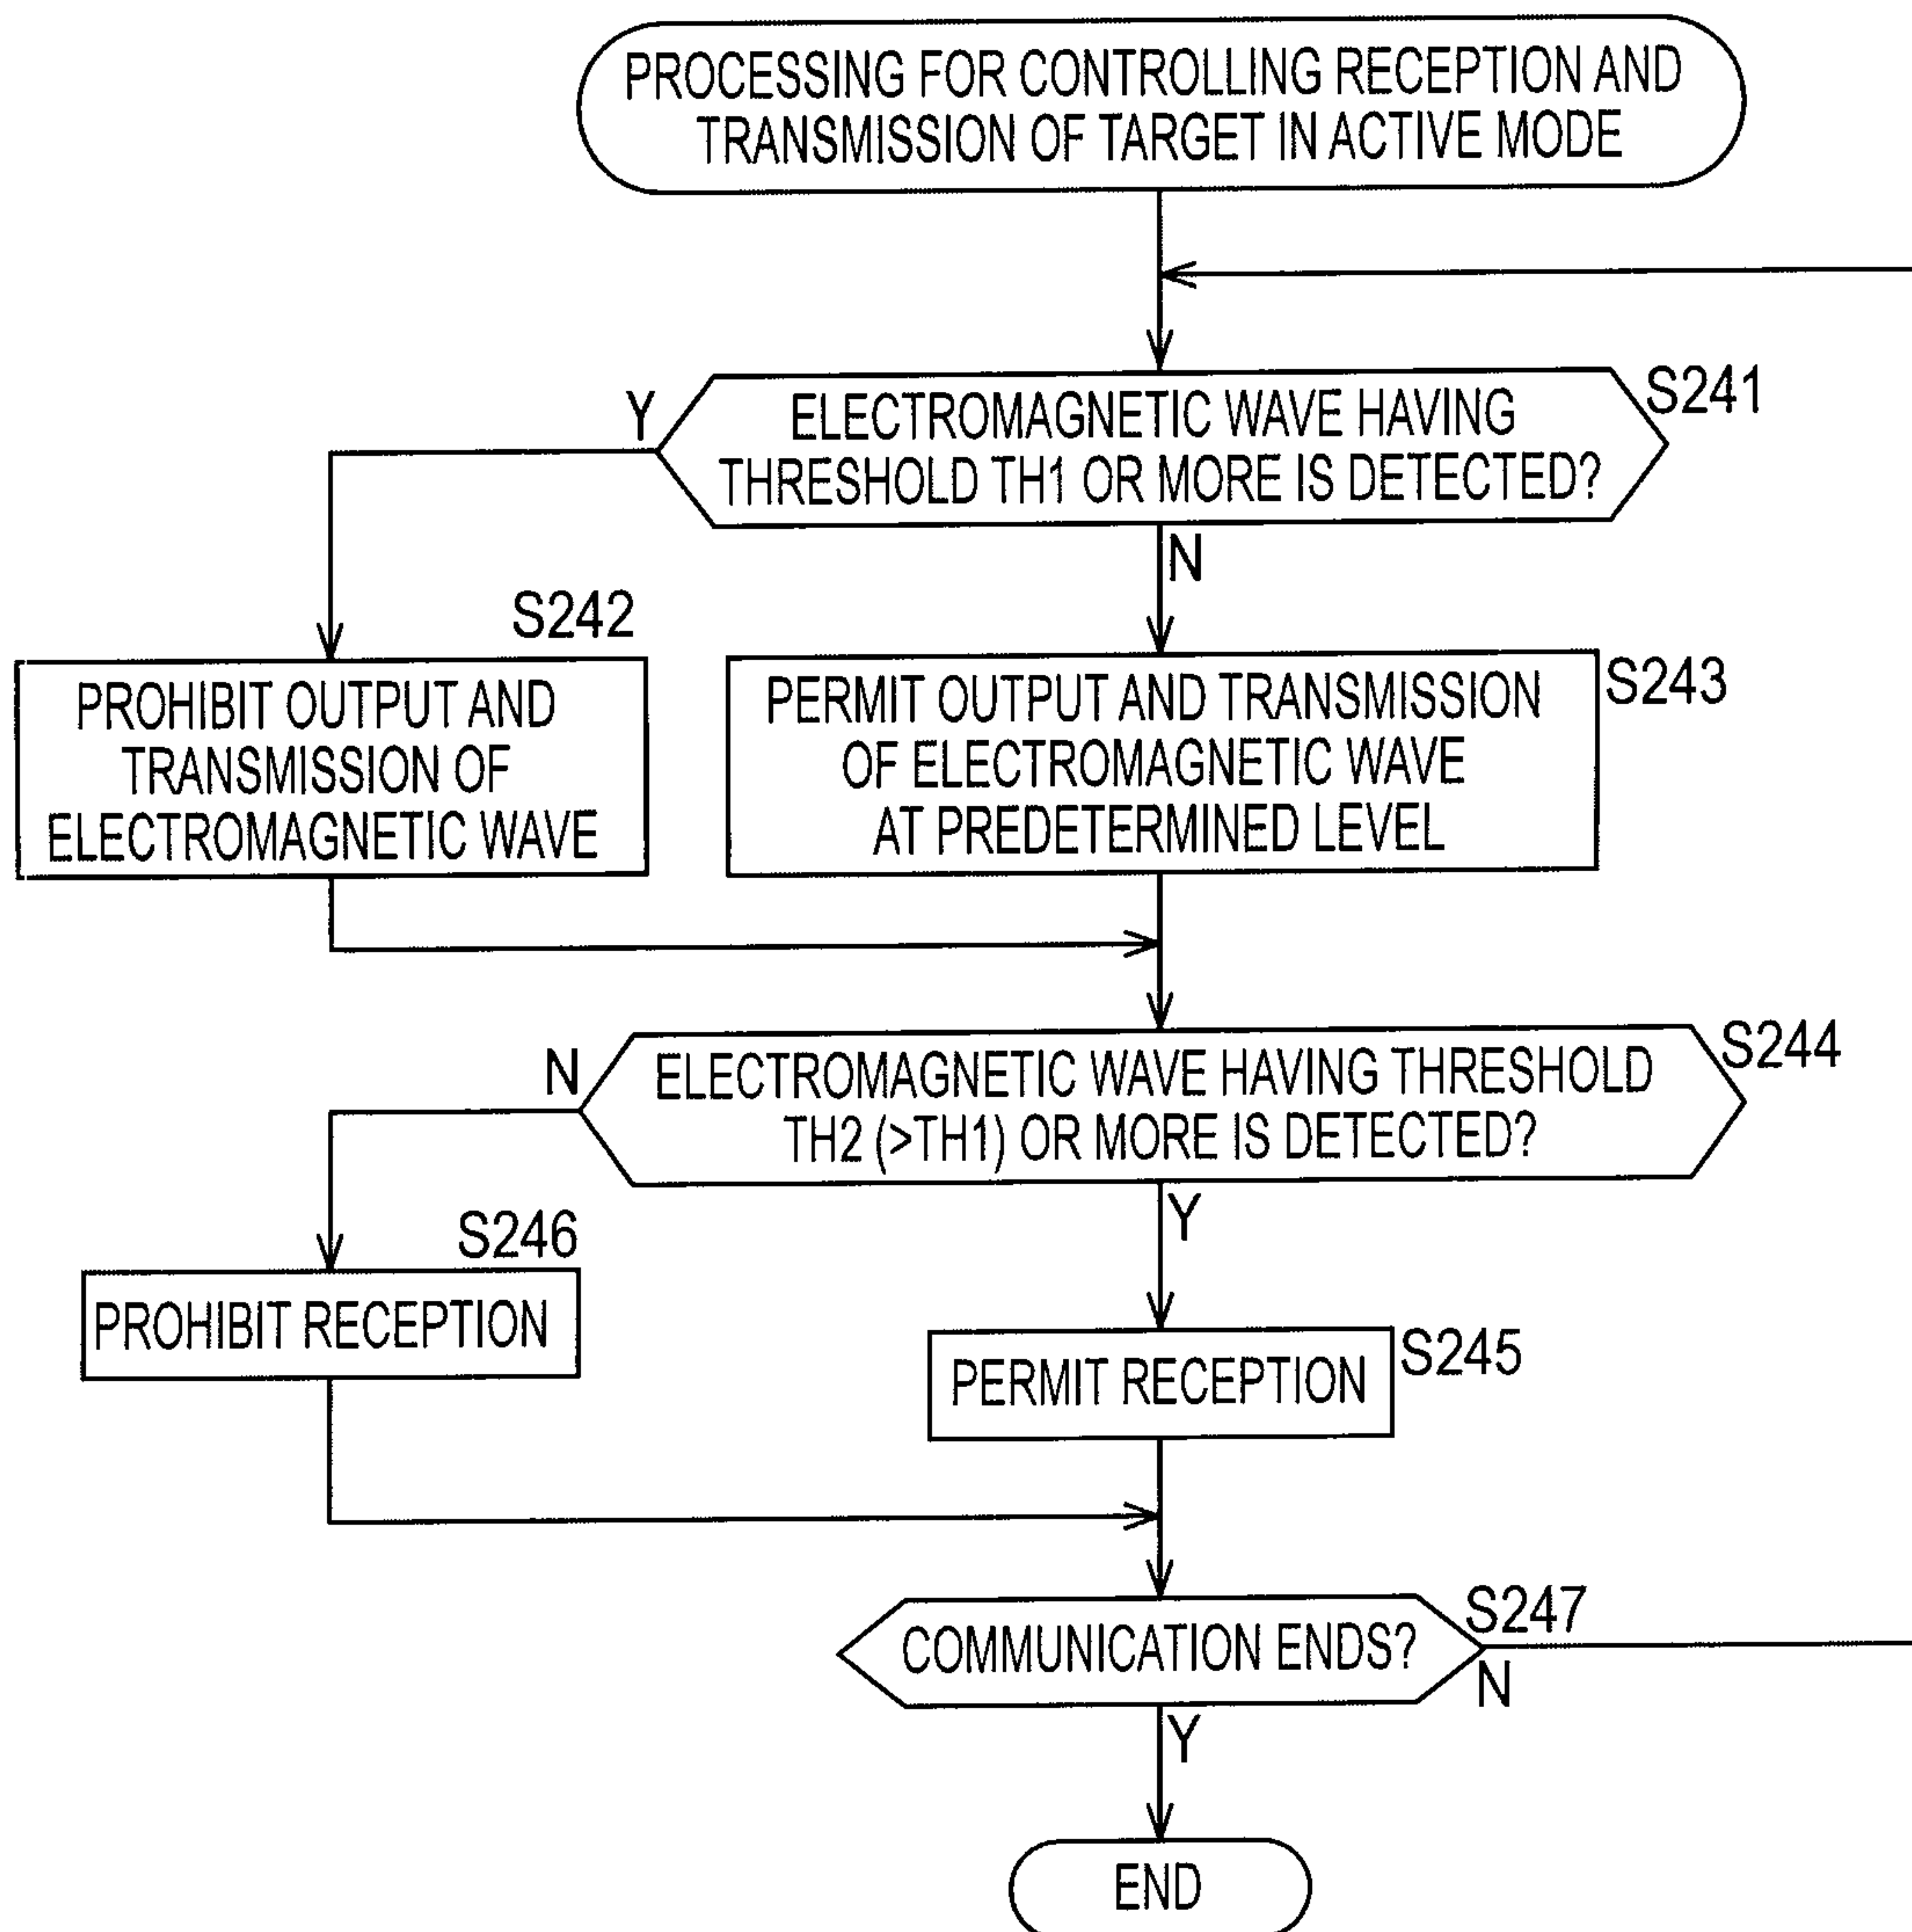 PROCESSING FOR CONTROLLING RECEPTION AND
TRANSMISSION OF TARGET IN ACTIVE MODE
S241
Y
ELECTROMAGNETIC WAVE HAVING
THRESHOLD TH1 OR MORE IS DETECTED?
N
S242
PROHIBIT OUTPUT AND
TRANSMISSION OF
ELECTROMAGNETIC WAVE
S243
PERMIT OUTPUT AND TRANSMISSION
OF ELECTROMAGNETIC WAVE
AT PREDETERMINED LEVEL
S244
N
ELECTROMAGNETIC WAVE HAVING THRESHOLD
TH2 (>TH1) OR MORE IS DETECTED?
Y
S246
PROHIBIT RECEPTION
S245
PERMIT RECEPTION
S247
COMMUNICATION ENDS?
N
Y
END